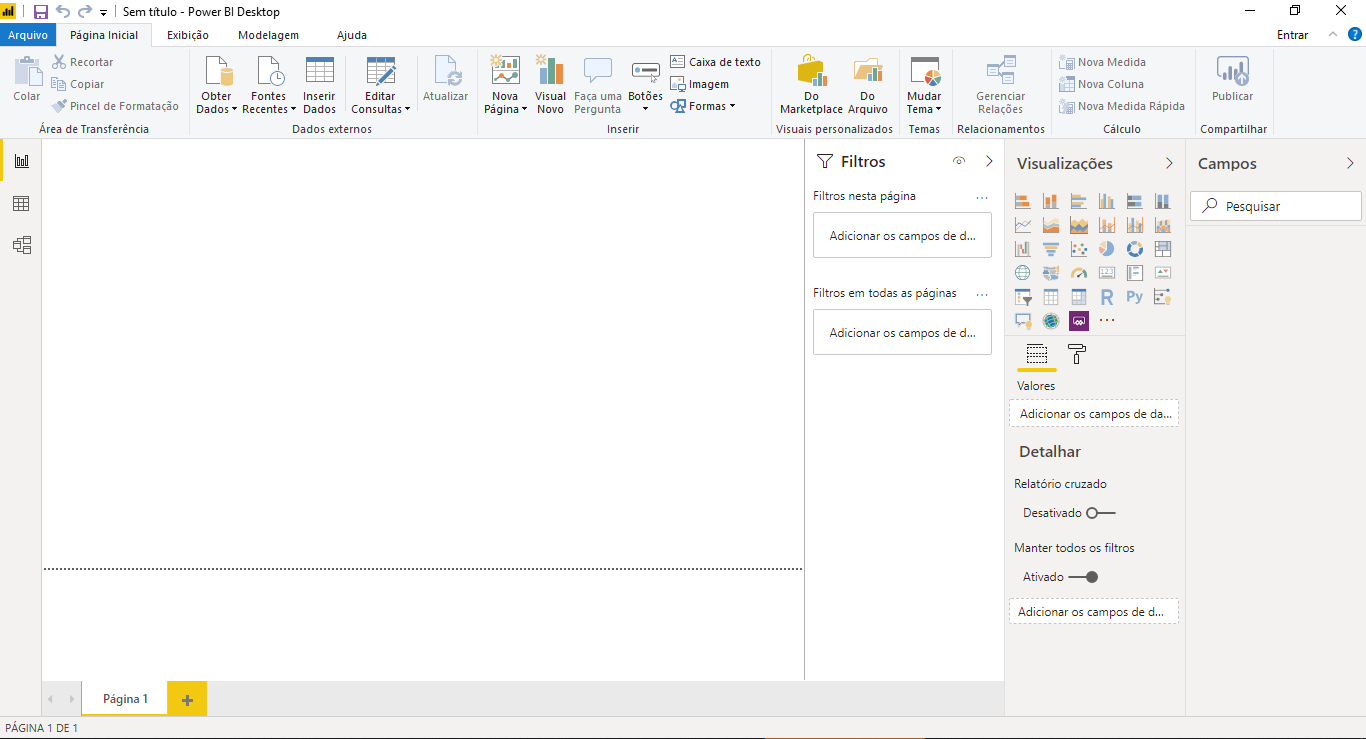 Sem título - Power BI Desktop
Arquivo Página Inicial Exibição Modelagem Ajuda Entrar ?
Colar
Recortar
Copiar
Pincel de Formatação
Área de Transferência
Obter Dados
Fontes Recentes
Inserir Dados
Editar Consultas
Atualizar
Dados externos
Nova Página
Visual Novo
Faça uma Pergunta
Botões
Caixa de texto
Imagem
Formas
Inserir
Do Marketplace
Do Arquivo
Visuais personalizados
Mudar Tema
Temas
Gerenciar Relações
Relacionamentos
Nova Medida
Nova Coluna
Nova Medida Rápida
Cálculo
Publicar
Compartilhar
Filtros
Filtros nesta página ...
Adicionar os campos de d...
Filtros em todas as páginas ...
Adicionar os campos de d...
Visualizações
123
R Py
...
Valores
Adicionar os campos de da...
Detalhar
Relatório cruzado
Desativado
Manter todos os filtros
Ativado
Adicionar os campos de d...
Campos
Pesquisar
Página 1
PÁGINA 1 DE 1